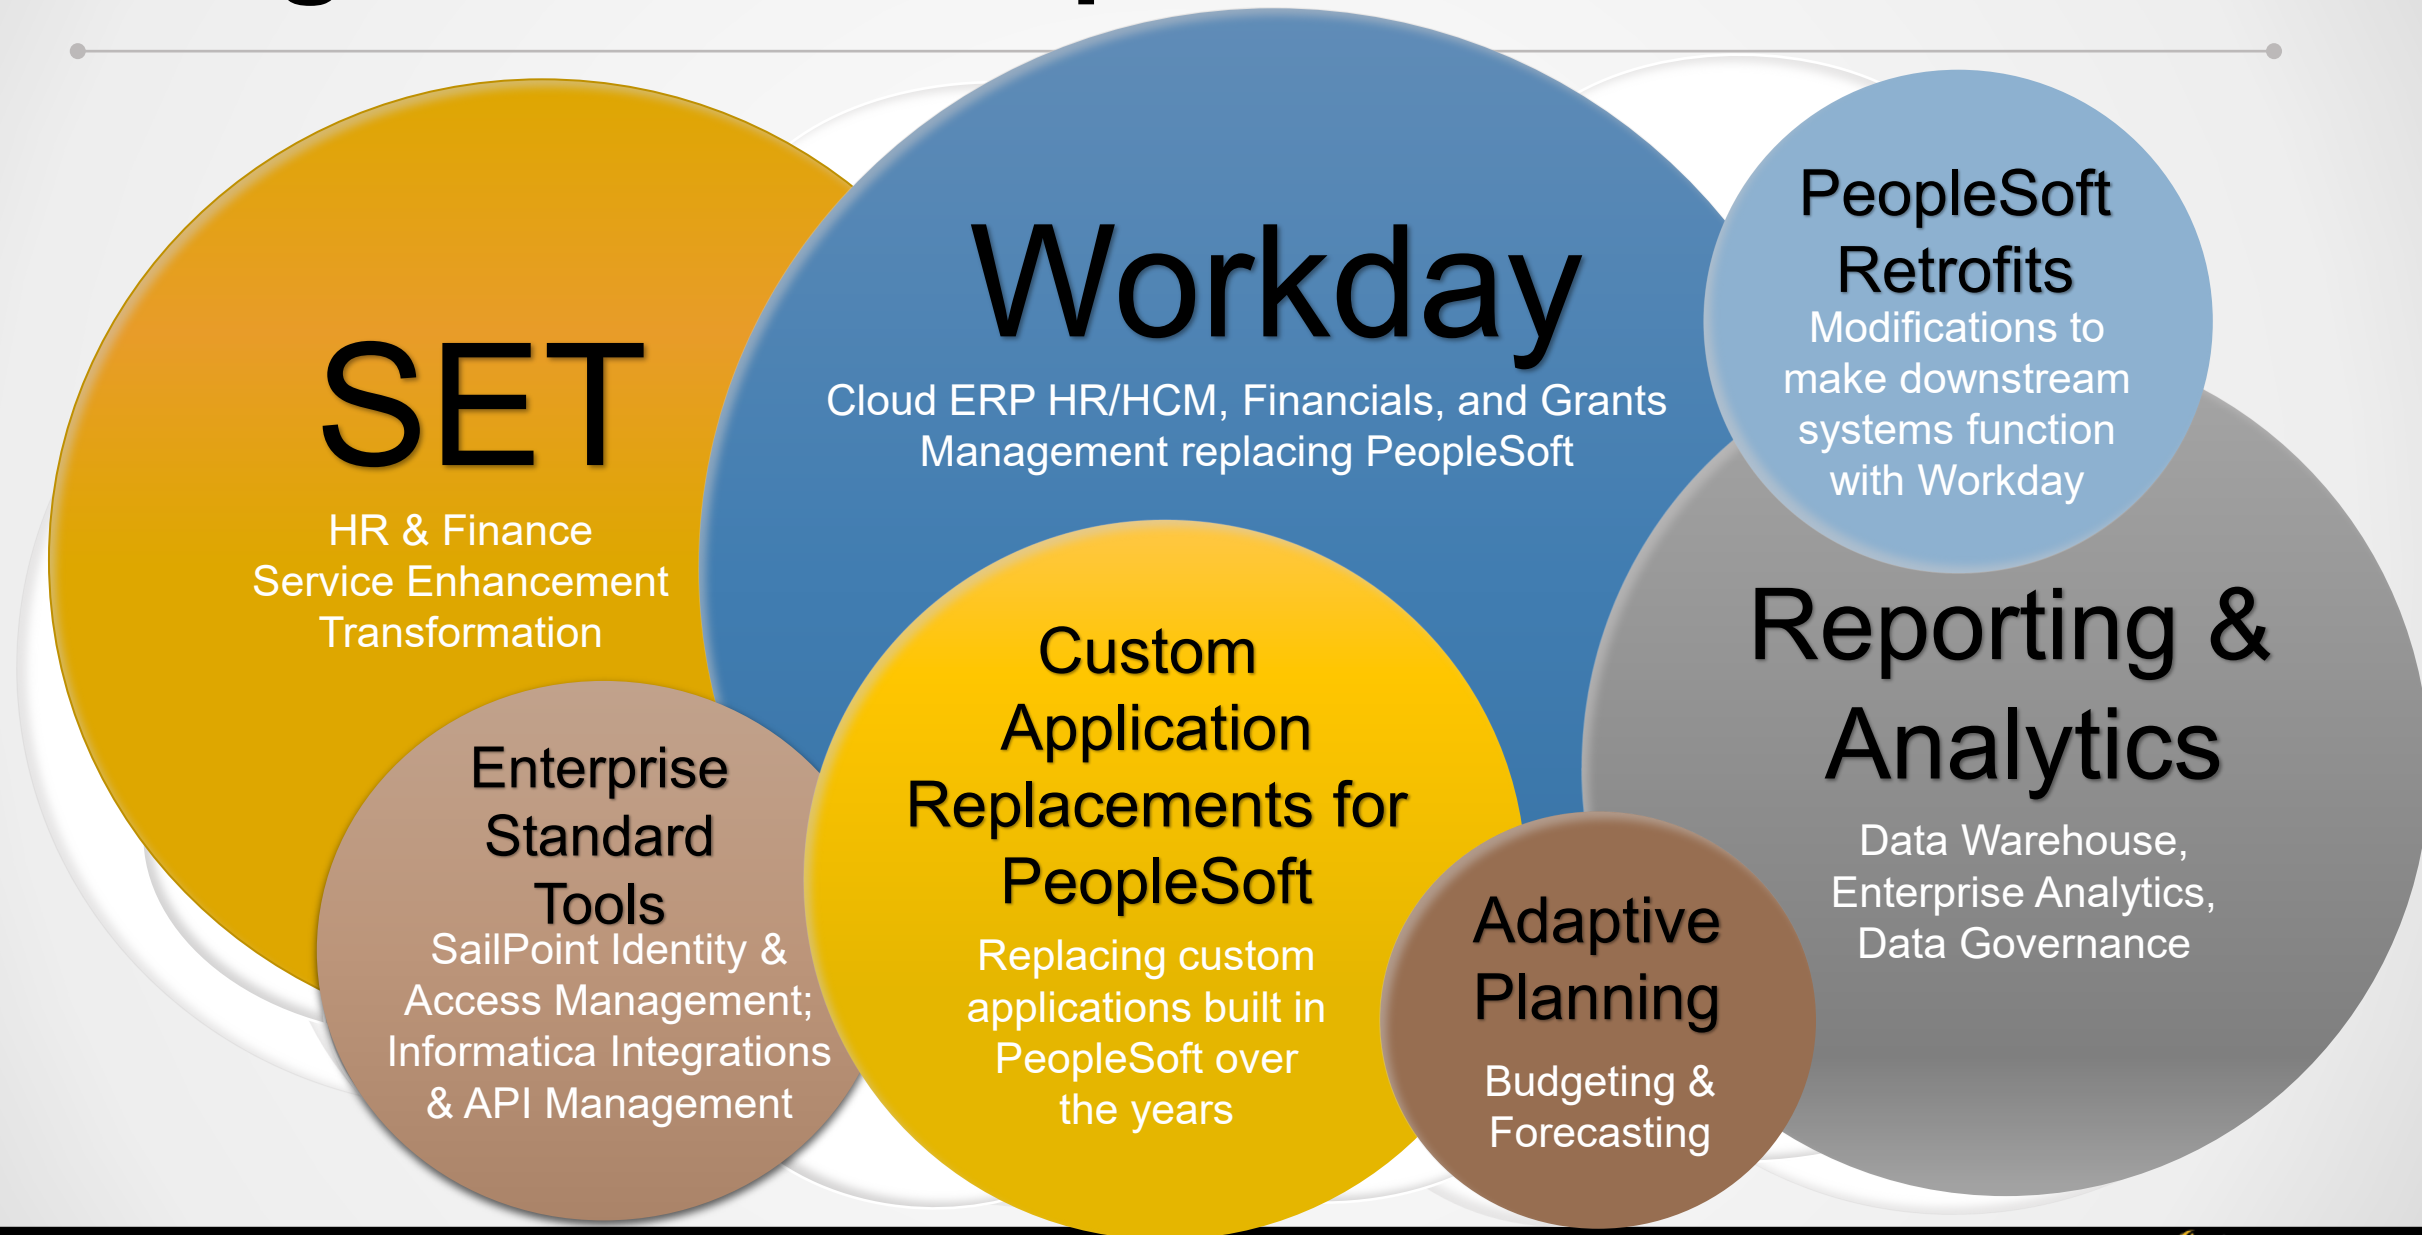 SET
HR & Finance
Service Enhancement
Transformation
Workday
Cloud ERP HR/HCM, Financials, and Grants
Management replacing PeopleSoft
PeopleSoft
Retrofits
Modifications to
make downstream
systems function
with Workday
Enterprise
Standard
Tools
SailPoint Identity &
Access Management;
Informatica Integrations
& API Management
Custom
Application
Replacements for
PeopleSoft
Replacing custom
applications built in
PeopleSoft over
the years
Adaptive
Planning
Budgeting &
Forecasting
Reporting &
Analytics
Data Warehouse,
Enterprise Analytics,
Data Governance